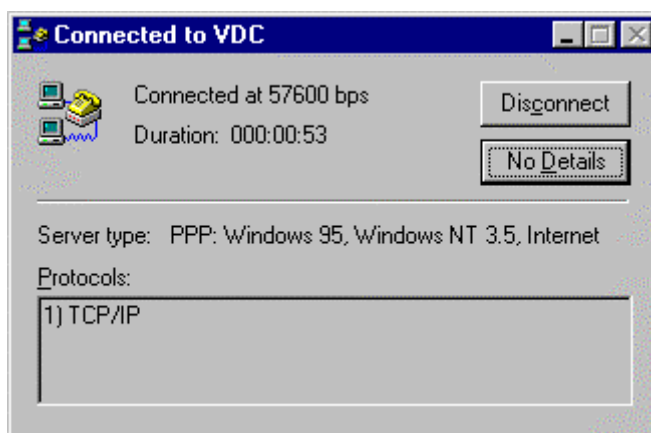 Connected to VDC
Connected at 57600 bps
Disconnect
Duration: 000:00:53
No Details
Server type: PPP: Windows 95, Windows NT 3.5, Internet
Protocols:
1) TCP/IP